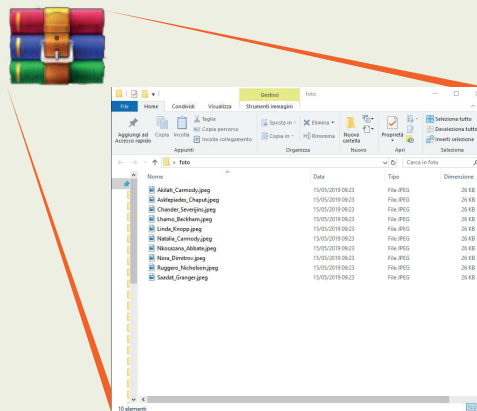 Gestisci foto
File Home Condividi Visualizza Strumenti immagini
Aggiungi ad Accesso rapido
Copia
Incolla
Taglia
Copia percorso
Incolla collegamento
Sposta in
Copia in
Elimina
Rinomina
Nuova cartella
Proprietà
Seleziona tutto
Deseleziona tutto
Inverti selezione
Appunti Organizza Nuovo Apri Seleziona
foto Cerca in foto
Nome Data Tipo Dimensione
Akilah_Carmody.jpeg 15/05/2019 09:23 File JPEG 26 KB
Asklepiades_Chaput.jpeg 15/05/2019 09:23 File JPEG 26 KB
Chander_Severijns.jpeg 15/05/2019 09:23 File JPEG 26 KB
Lhamo_Beckham.jpeg 15/05/2019 09:23 File JPEG 26 KB
Linda_Knopp.jpeg 15/05/2019 09:23 File JPEG 26 KB
Natalia_Carmody.jpeg 15/05/2019 09:23 File JPEG 26 KB
Nkosazana_Abbate.jpeg 15/05/2019 09:23 File JPEG 26 KB
Nora_Dimitrov.jpeg 15/05/2019 09:23 File JPEG 26 KB
Ruggero_Nicholson.jpeg 15/05/2019 09:23 File JPEG 26 KB
Saadat_Granger.jpeg 15/05/2019 09:23 File JPEG 26 KB
10 elementi